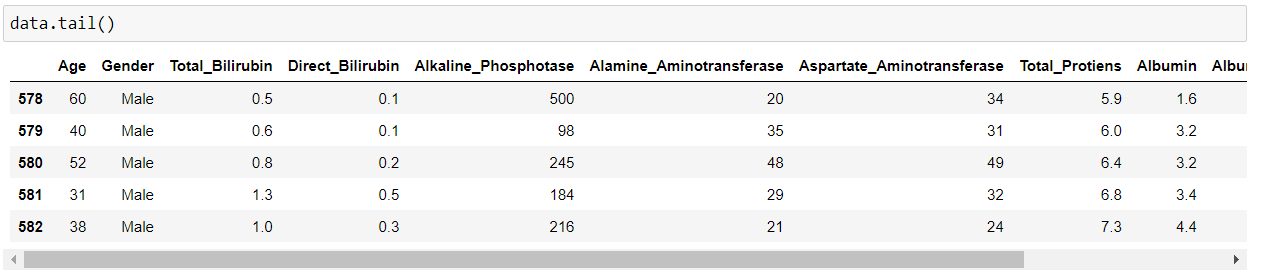 data.tail()
Age Gender Total_Bilirubin Direct_Bilirubin Alkaline_Phosphotase Alamine_Aminotransferase Aspartate_Aminotransferase Total_Protiens Albumin
578 60 Male 0.5 0.1 500 20 34 5.9 1.6
579 40 Male 0.6 0.1 98 35 31 6.0 3.2
580 52 Male 0.8 0.2 245 48 49 6.4 3.2
581 31 Male 1.3 0.5 184 29 32 6.8 3.4
582 38 Male 1.0 0.3 216 21 24 7.3 4.4